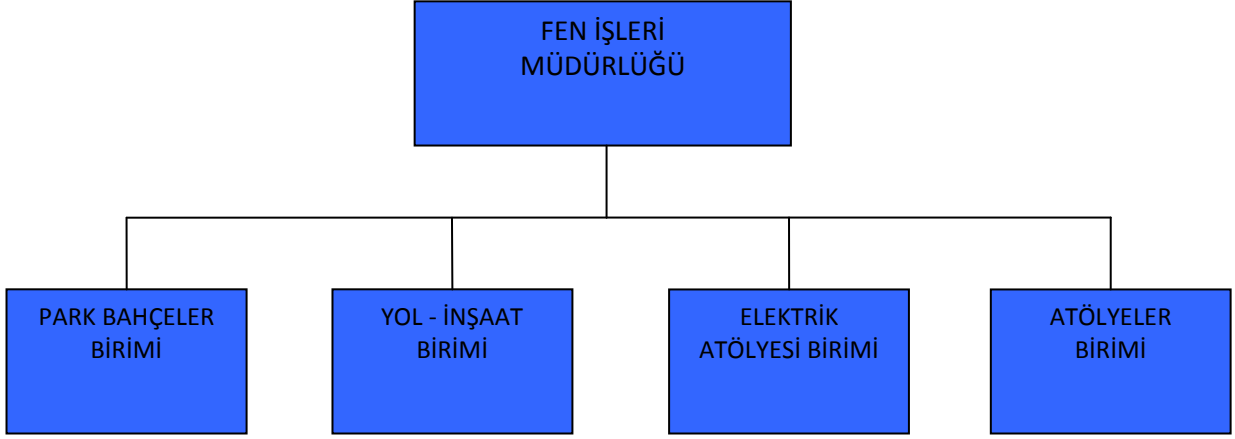 FEN İŞLERİ
MÜDÜRLÜĞÜ
PARK BAHÇELER
BİRİMİ
YOL - İNŞAAT
BİRİMİ
ELEKTRİK
ATÖLYESİ BİRİMİ
ATÖLYELER
BİRİMİ